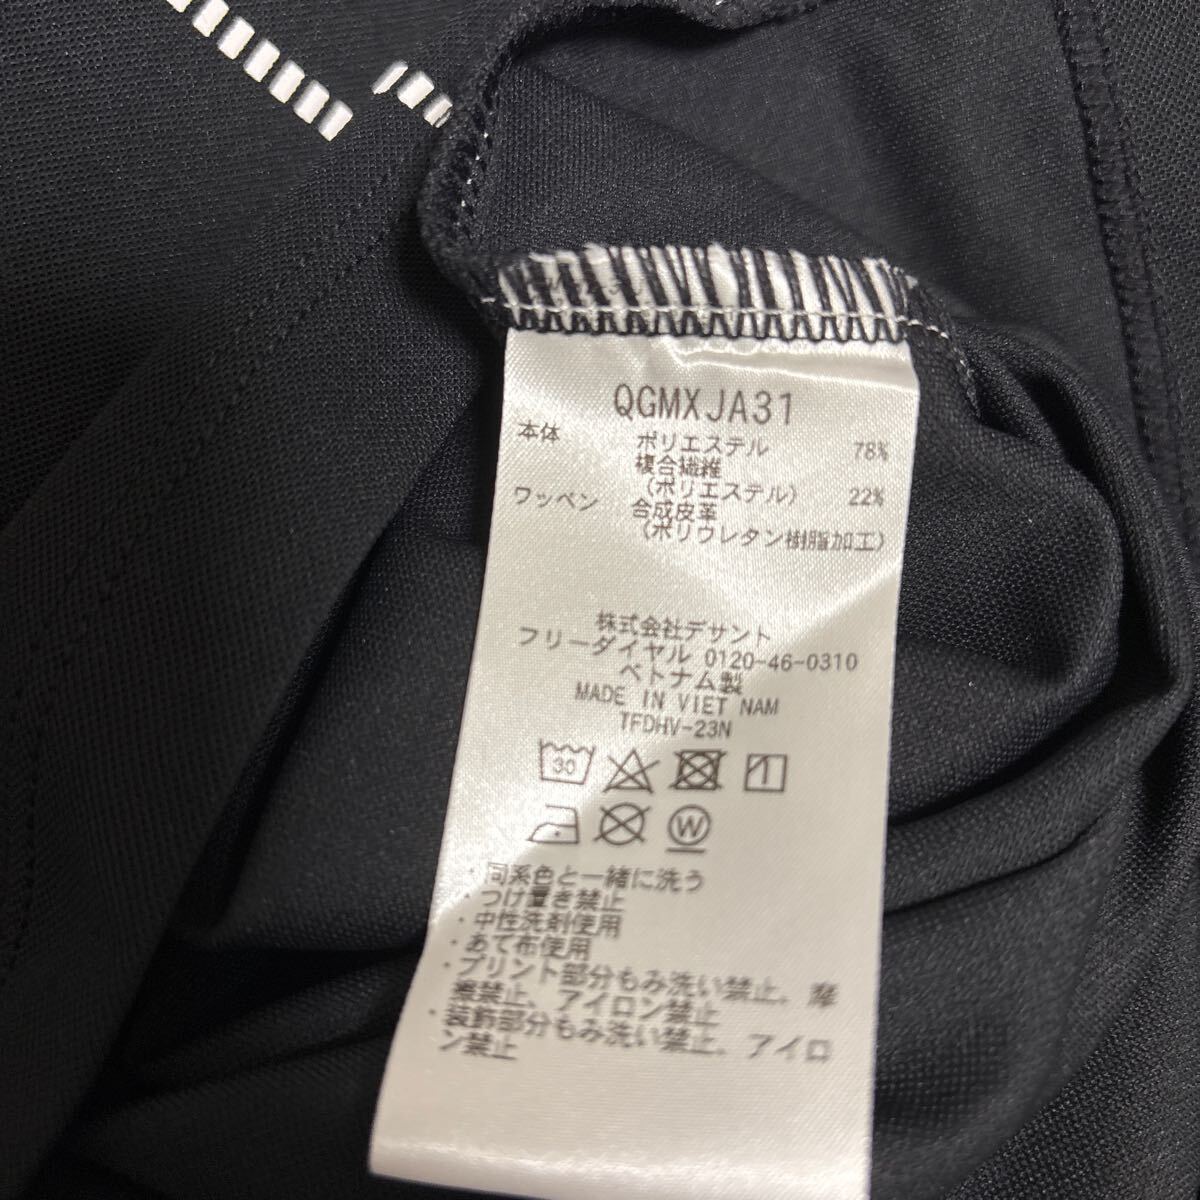 QGMXJA31
本体 ポリエステル 78%
複合繊維
(ポリエステル) 22%
ワッペン 合成皮革
(ポリウレタン樹脂加工)
株式会社デサント
フリーダイヤル 0120-46-0310
ベトナム製
MADE IN VIET NAM
TFDHV-23N
30
W
・同系色と一緒に洗う
・つけ置き禁止
・中性洗剤使用
・あて布使用
・プリント部分もみ洗い禁止、摩
擦禁止、アイロン禁止
・装飾部分もみ洗い禁止、アイロ
ン禁止